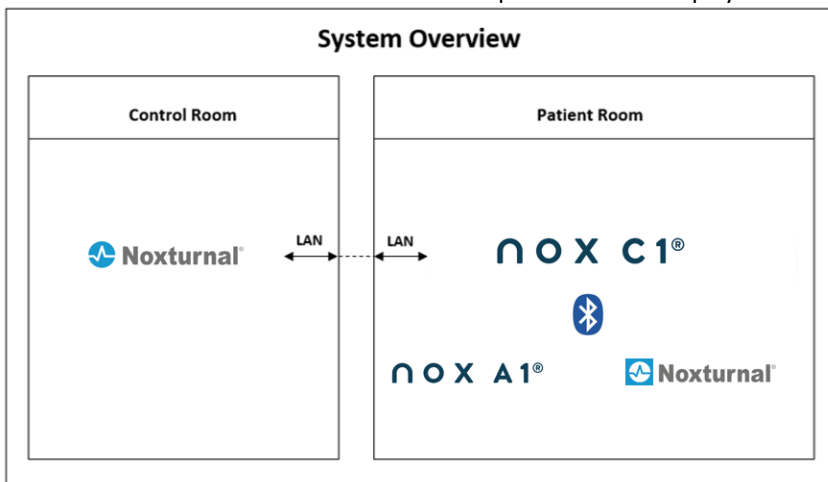 System Overview
Control Room
Patient Room
Noxturnal®
LAN
LAN
nox C1®
nox A1®
Noxturnal®